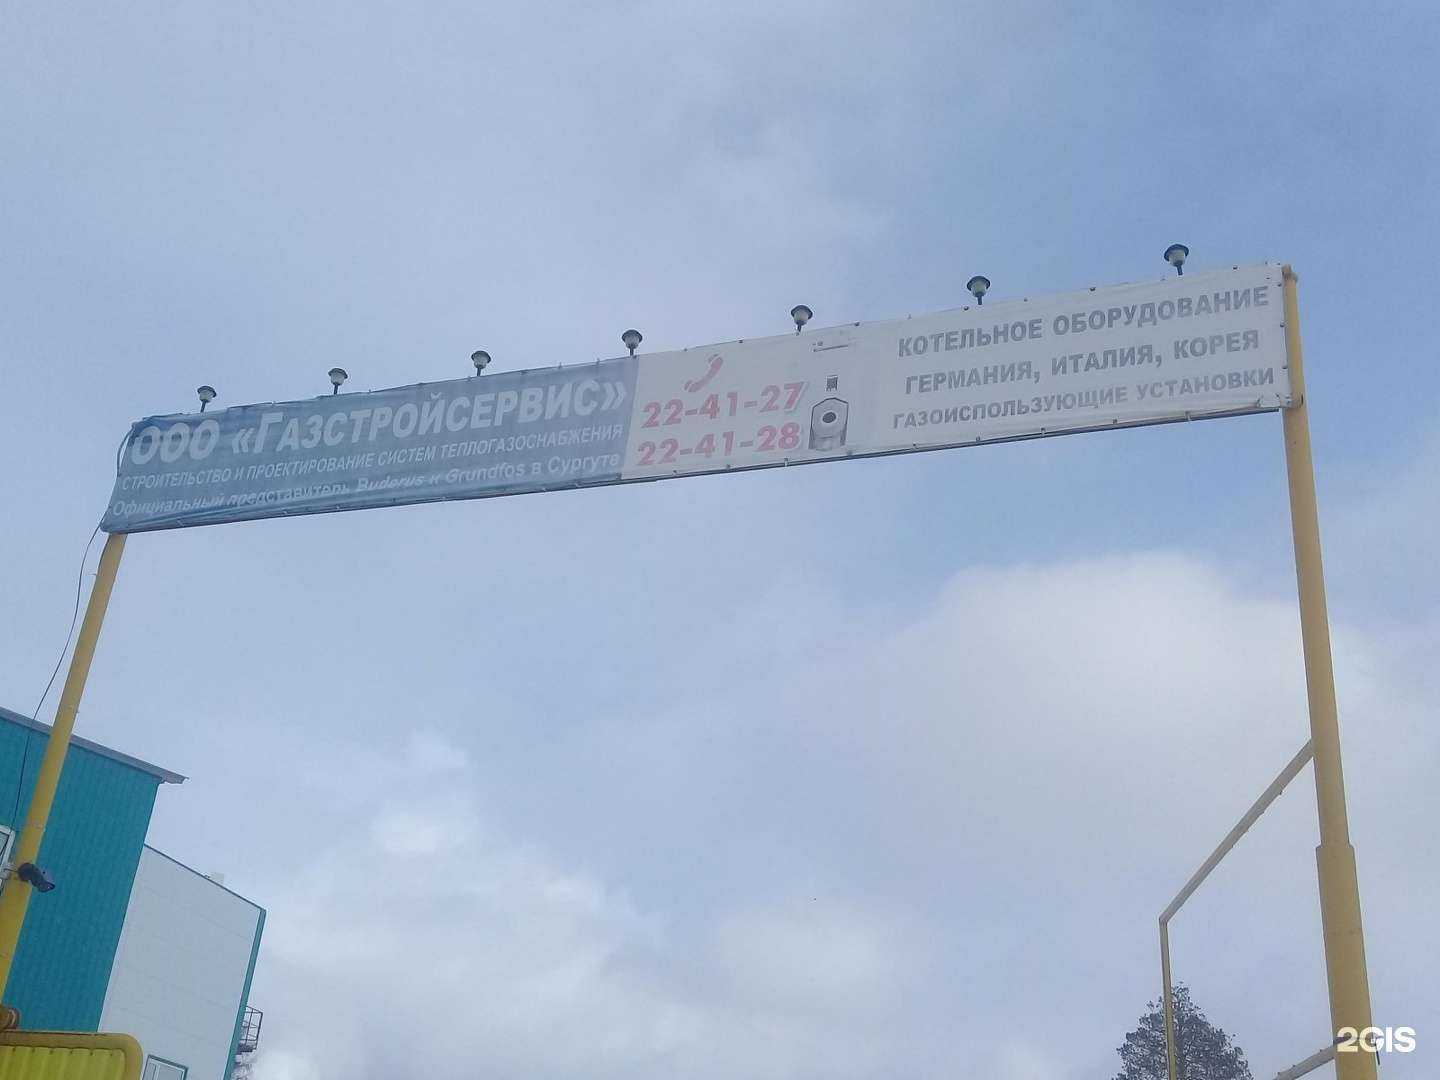 ООО «ГАЗСТРОЙСЕРВИС»
СТРОИТЕЛЬСТВО И ПРОЕКТИРОВАНИЕ СИСТЕМ ТЕПЛОГАЗОСНАБЖЕНИЯ
Официальный представитель Buderus и Grundfos в Сургуте
22-41-27
22-41-28
КОТЕЛЬНОЕ ОБОРУДОВАНИЕ
ГЕРМАНИЯ, ИТАЛИЯ, КОРЕЯ
ГАЗОИСПОЛЬЗУЮЩИЕ УСТАНОВКИ
2GIS